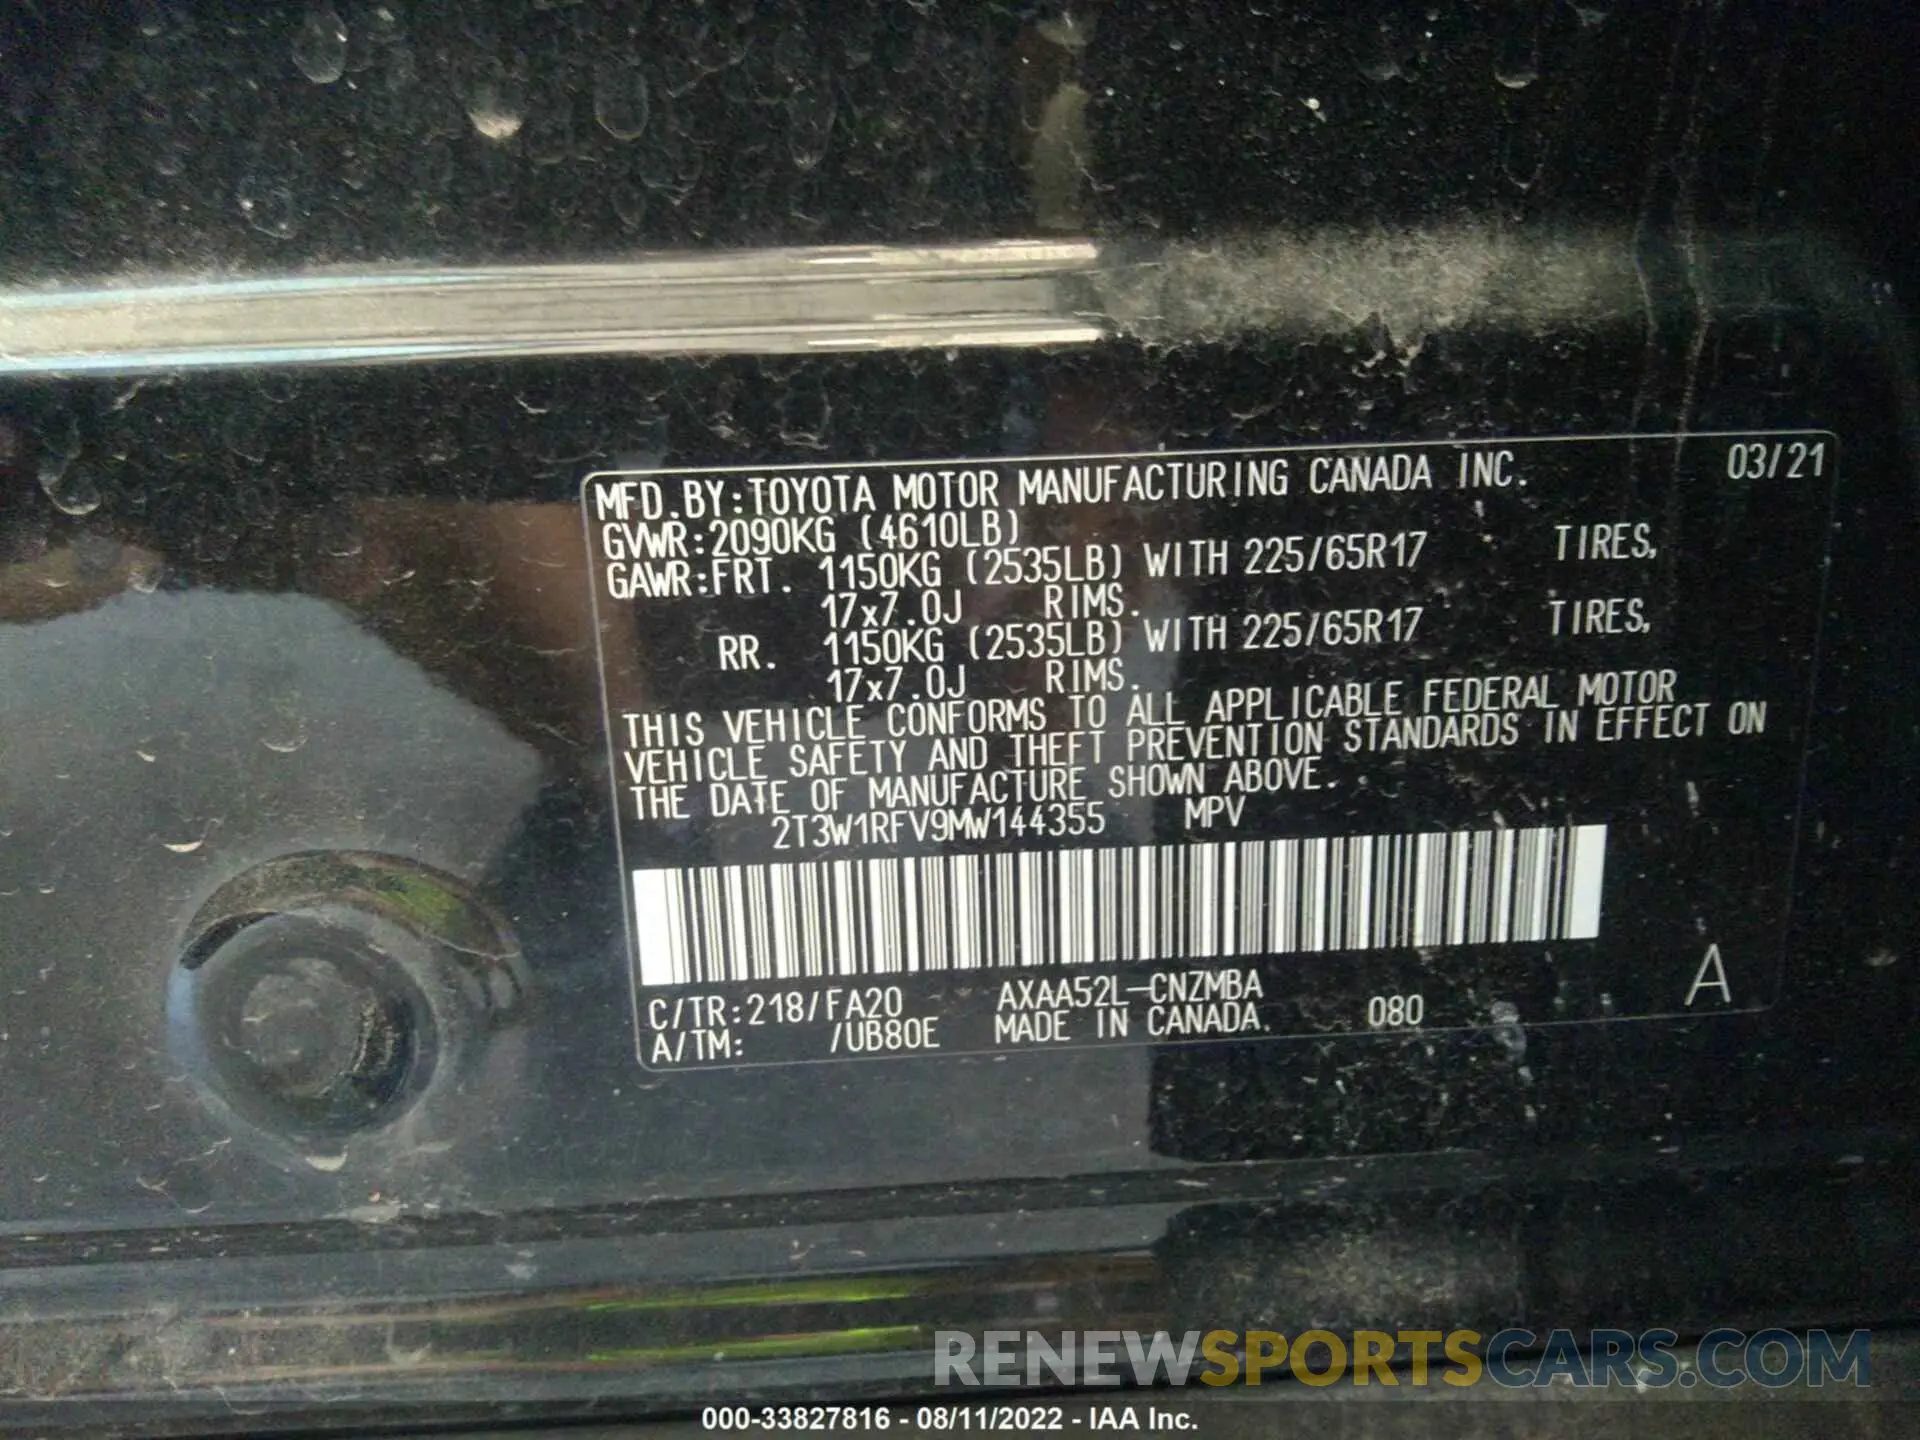 MFD.BY:TOYOTA MOTOR MANUFACTURING CANADA INC. 03/21
GVWR:2090KG (4610LB)
GAWR:FRT. 1150KG (2535LB) WITH 225/65R17 TIRES,
17x7.0J RIMS.
RR. 1150KG (2535LB) WITH 225/65R17 TIRES,
17x7.0J RIMS.
THIS VEHICLE CONFORMS TO ALL APPLICABLE FEDERAL MOTOR
VEHICLE SAFETY AND THEFT PREVENTION STANDARDS IN EFFECT ON
THE DATE OF MANUFACTURE SHOWN ABOVE.
2T3W1RFV9MW144355 MPV
C/TR:218/FA20 AXAA52L-CNZMBA A
A/TM: /UB80E MADE IN CANADA. 080
RENEWSPORTSCARS.COM
000-33827816 - 08/11/2022 - IAA Inc.